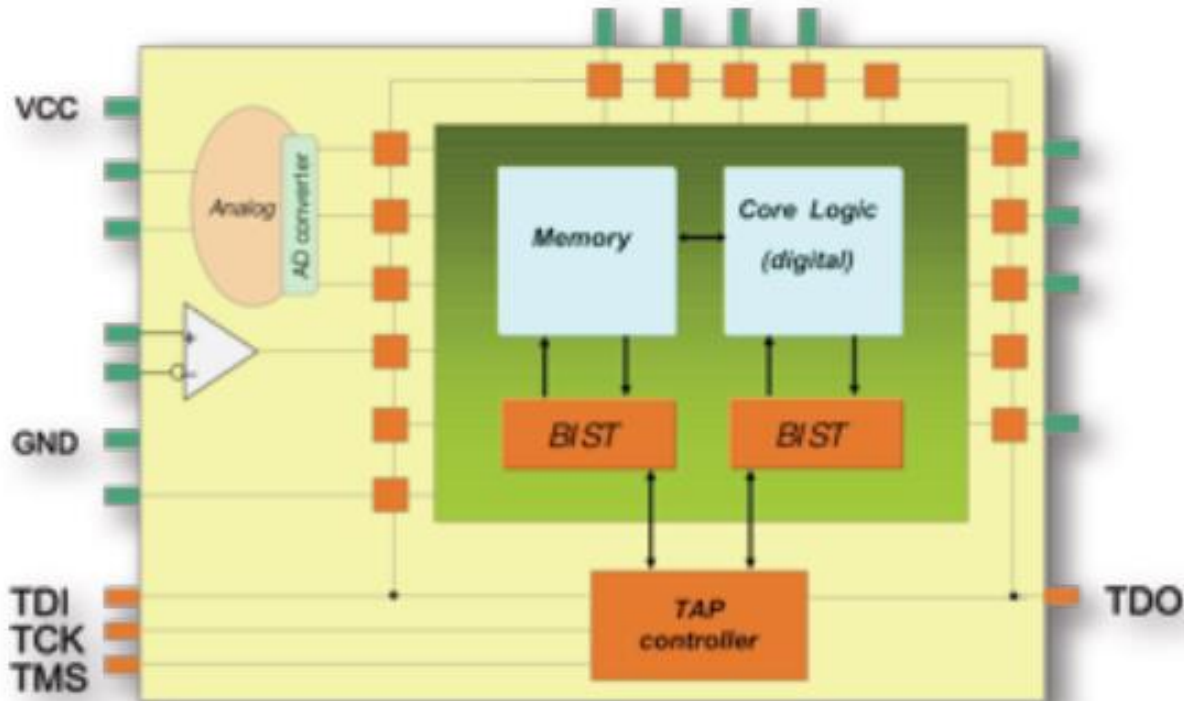 VCC
Analog
AD converter
Memory
Core Logic
(digital)
+
-
GND
BIST
BIST
TDI
TCK
TMS
TAP
controller
TDO